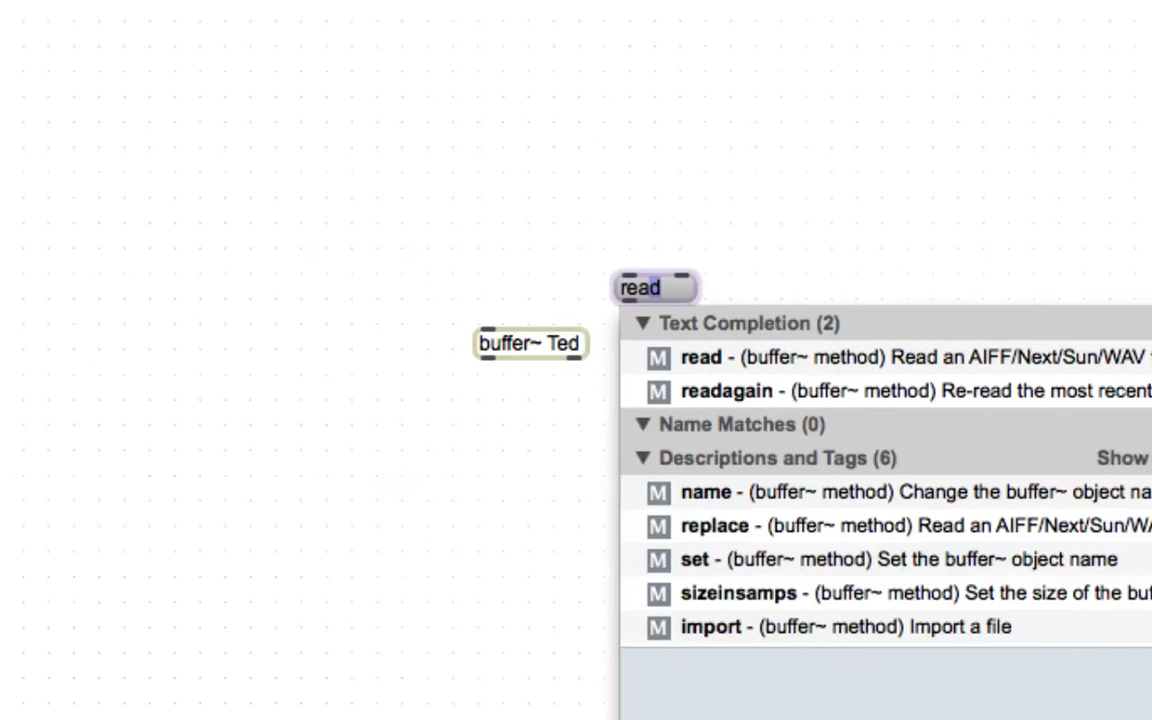 read
buffer~ Ted
Text Completion (2)
M read - (buffer~ method) Read an AIFF/Next/Sun/WAV
M readagain - (buffer~ method) Re-read the most recent
Name Matches (0)
Descriptions and Tags (6) Show
M name - (buffer~ method) Change the buffer~ object na
M replace - (buffer~ method) Read an AIFF/Next/Sun/WA
M set - (buffer~ method) Set the buffer~ object name
M sizeinsamps - (buffer~ method) Set the size of the buf
M import - (buffer~ method) Import a file